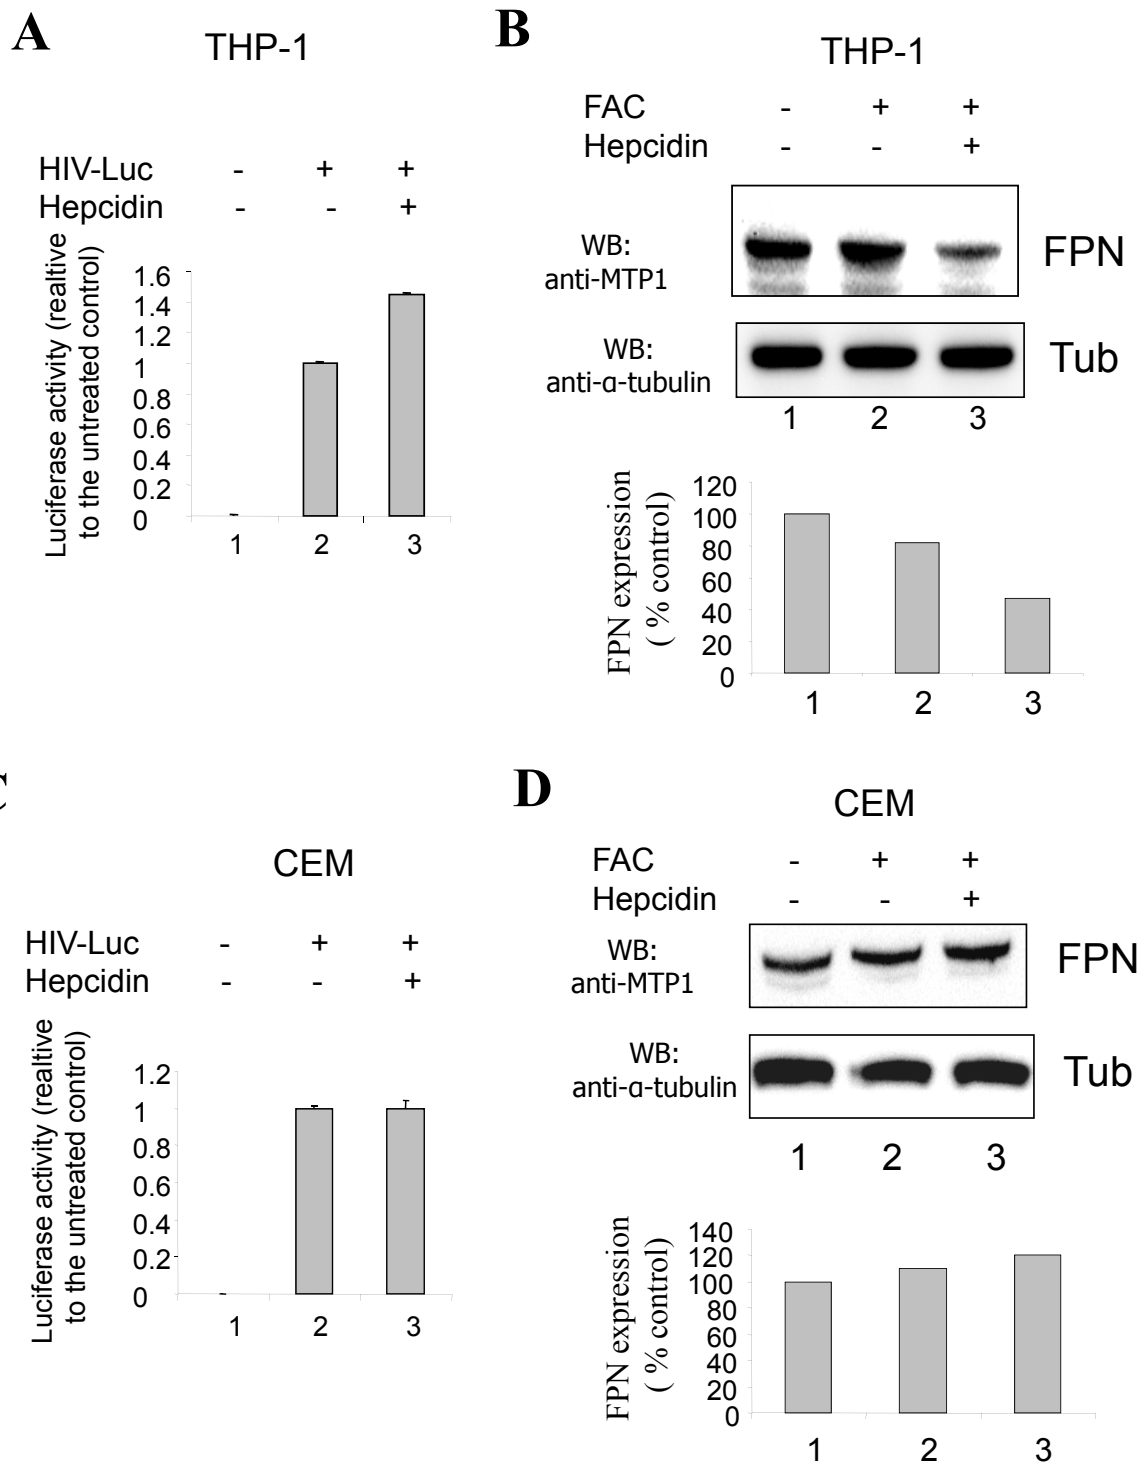 A
THP-1
HIV-Luc - + +
Hepcidin - - +
Luciferase activity (realtive
to the untreated control)
1.6
1.4
1.2
1
0.8
0.6
0.4
0.2
0
1 2 3
B
THP-1
FAC - + +
Hepcidin - - +
WB:
anti-MTP1
FPN
WB:
anti-α-tubulin
Tub
1 2 3
FPN expression
( % control)
120
100
80
60
40
20
0
1 2 3
C
CEM
HIV-Luc - + +
Hepcidin - - +
Luciferase activity (realtive
to the untreated control)
1.2
1
0.8
0.6
0.4
0.2
0
1 2 3
D
CEM
FAC - + +
Hepcidin - - +
WB:
anti-MTP1
FPN
WB:
anti-α-tubulin
Tub
1 2 3
FPN expression
( % control)
140
120
100
80
60
40
20
0
1 2 3